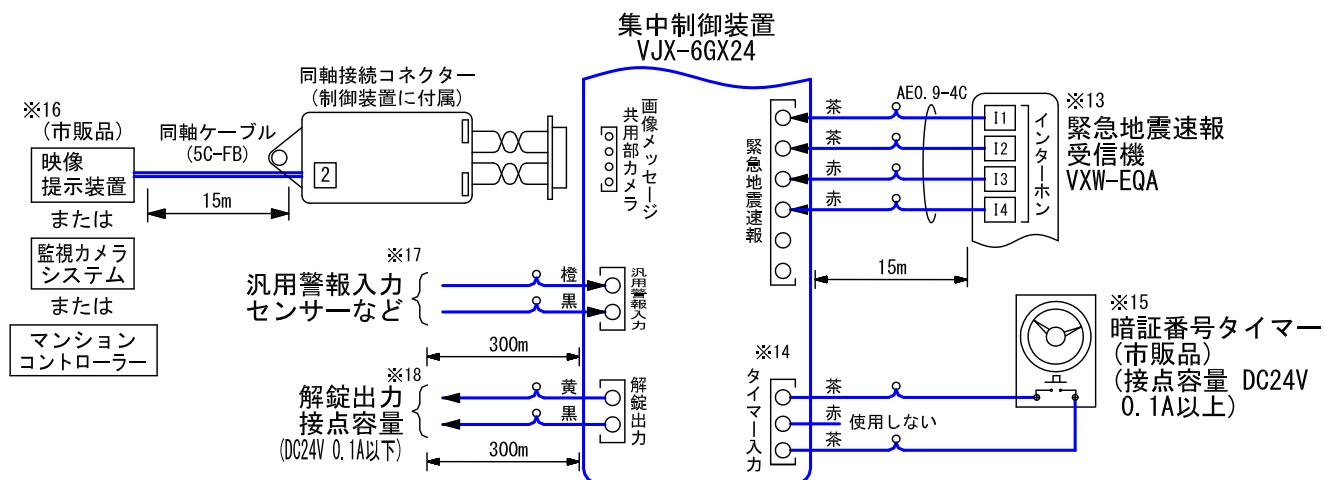 集中制御装置
VJX-6GX24
※16
(市販品)
映像
提示装置
または
監視カメラ
システム
または
マンション
コントローラー
同軸ケーブル
(5C-FB)
15m
同軸接続コネクター
(制御装置に付属)
2
画像メッセージ
共用部カメラ
※17
汎用警報入力
センサーなど
橙
黒
汎用警報入力
300m
※18
解錠出力
接点容量
(DC24V 0.1A以下)
黄
黒
解錠出力
300m
緊急地震速報
茶
茶
赤
赤
AE0.9-4C
I1
I2
I3
I4
インターホン
15m
※13
緊急地震速報
受信機
VXW-EQA
※14
タイマー入力
茶
赤
使用しない
茶
※15
暗証番号タイマー
(市販品)
(接点容量 DC24V
0.1A以上)